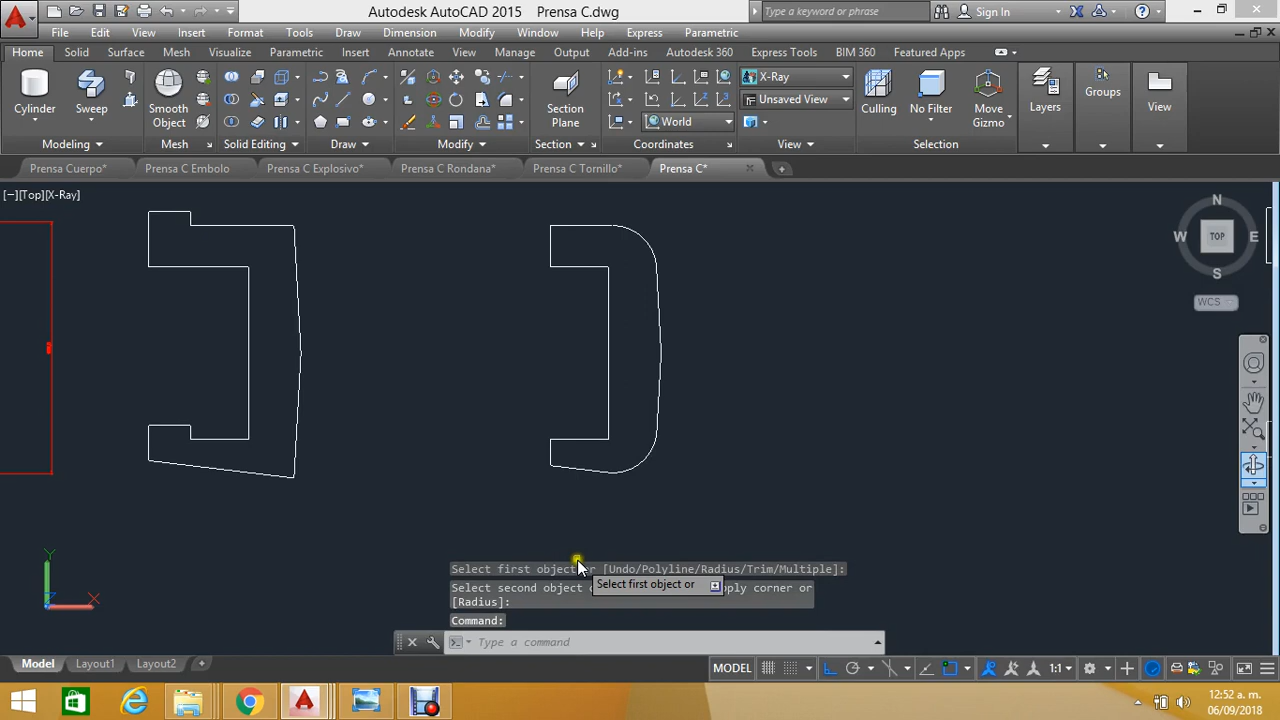 Autodesk AutoCAD 2015 Prensa C.dwg
Type a keyword or phrase
Sign In
File Edit View Insert Format Tools Draw Dimension Modify Window Help Express Parametric
Home Solid Surface Mesh Visualize Parametric Insert Annotate View Manage Output Add-ins Autodesk 360 Express Tools BIM 360 Featured Apps
X-Ray
Unsaved View
World
Cylinder Sweep Smooth Object Section Plane Culling No Filter Move Gizmo Layers Groups View
Modeling Mesh Solid Editing Draw Modify Section Coordinates View Selection
Prensa Cuerpo* Prensa C Embolo Prensa C Explosivo* Prensa C Rondana* Prensa C Tornillo* Prensa C*
[−][Top][X-Ray]
N
W TOP E
S
WCS
Y
X
Select first object or [Undo/Polyline/Radius/Trim/Multiple]:
Select first object or
Select second object
apply corner or
[Radius]:
Command:
Type a command
Model Layout1 Layout2
MODEL
1:1
12:52 a. m.
06/09/2018